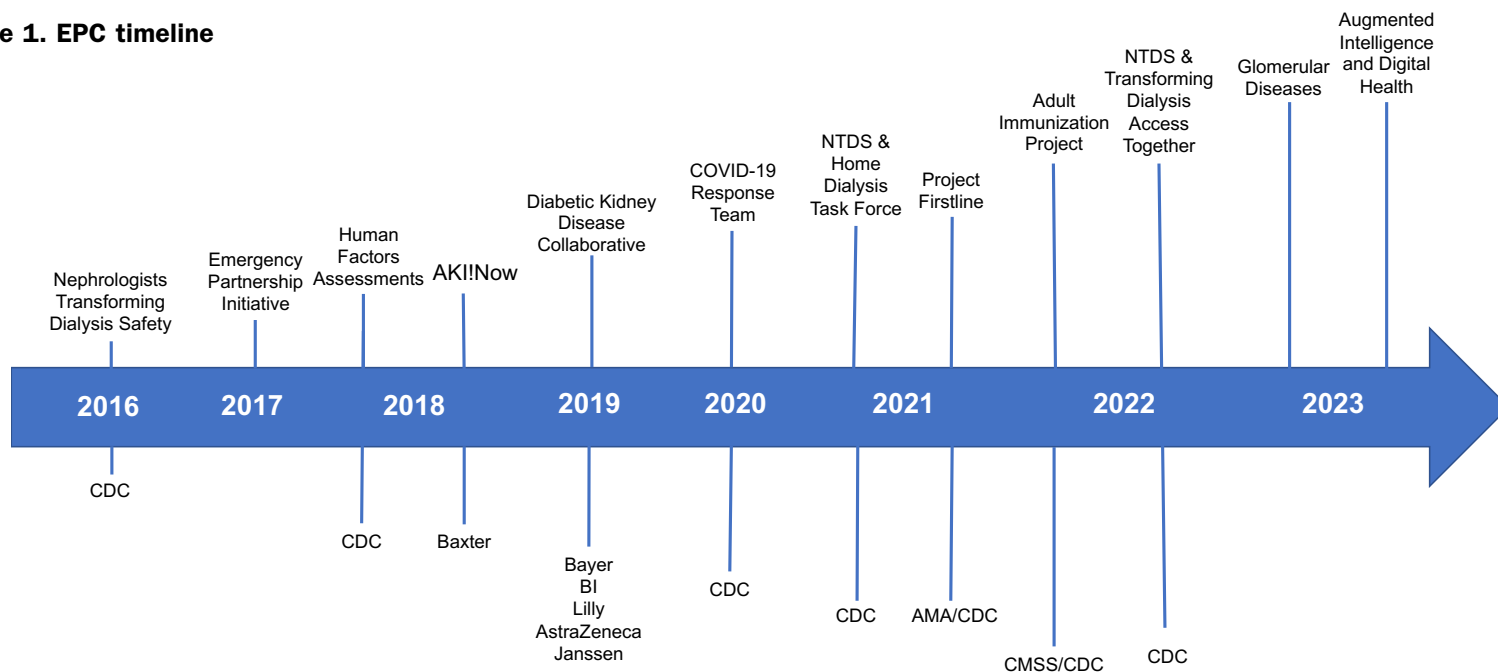 e 1. EPC timeline
Nephrologists
Transforming
Dialysis Safety
Emergency
Partnership
Initiative
Human
Factors
Assessments
AKI!Now
Diabetic Kidney
Disease
Collaborative
COVID-19
Response
Team
NTDS &
Home
Dialysis
Task Force
Project
Firstline
Adult
Immunization
Project
NTDS &
Transforming
Dialysis
Access
Together
Glomerular
Diseases
Augmented
Intelligence
and Digital
Health
2016
2017
2018
2019
2020
2021
2022
2023
CDC
CDC
Baxter
Bayer
BI
Lilly
AstraZeneca
Janssen
CDC
CDC
AMA/CDC
CMSS/CDC
CDC